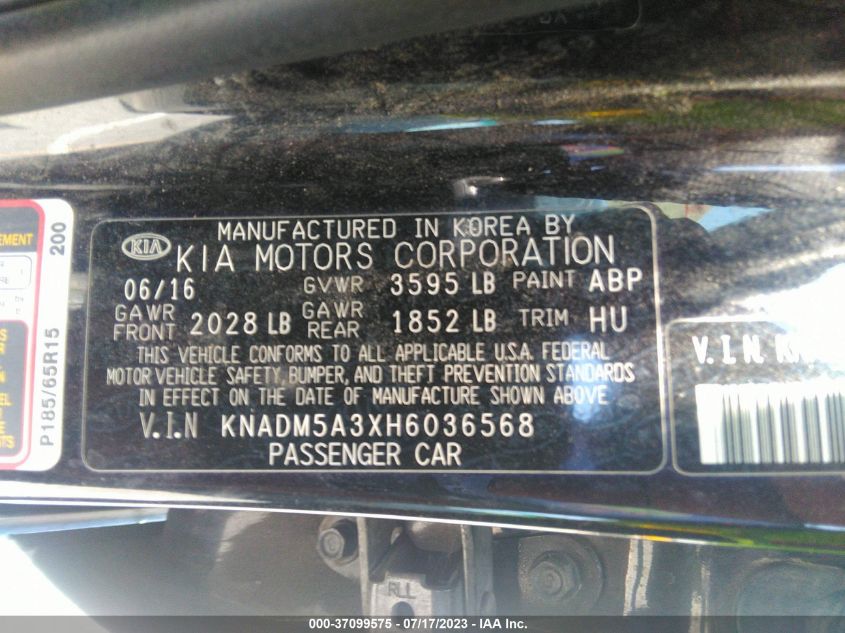 MANUFACTURED IN KOREA BY
KIA KIA MOTORS CORPORATION
06/16 GVWR 3595 LB PAINT ABP
GAWR FRONT 2028 LB GAWR REAR 1852 LB TRIM HU
THIS VEHICLE CONFORMS TO ALL APPLICABLE U.S.A. FEDERAL
MOTOR VEHICLE SAFETY, BUMPER, AND THEFT PREVENTION STANDARDS
IN EFFECT ON THE DATE OF MANUFACTURE SHOWN ABOVE
V.I.N KNADM5A3XH6036568
PASSENGER CAR
200
P185/65R15
V.I.N.
RLL
000-37099575 - 07/17/2023 - IAA Inc.